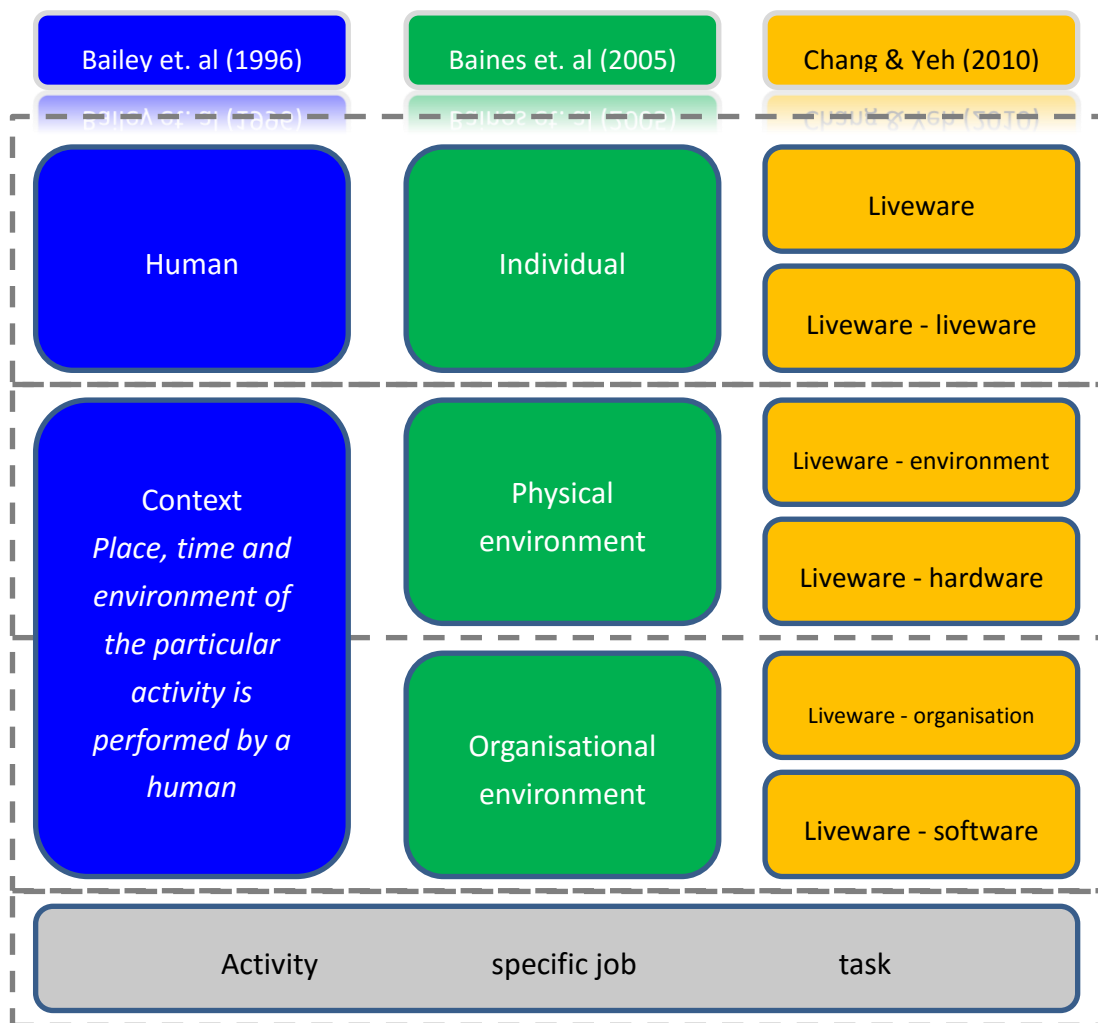 Bailey et. al (1996)
Baines et. al (2005)
Chang & Yeh (2010)
Human
Individual
Liveware
Liveware - liveware
Context
Place, time and
environment of
the particular
activity is
performed by a
human
Physical
environment
Liveware - environment
Liveware - hardware
Organisational
environment
Liveware - organisation
Liveware - software
Activity specific job task